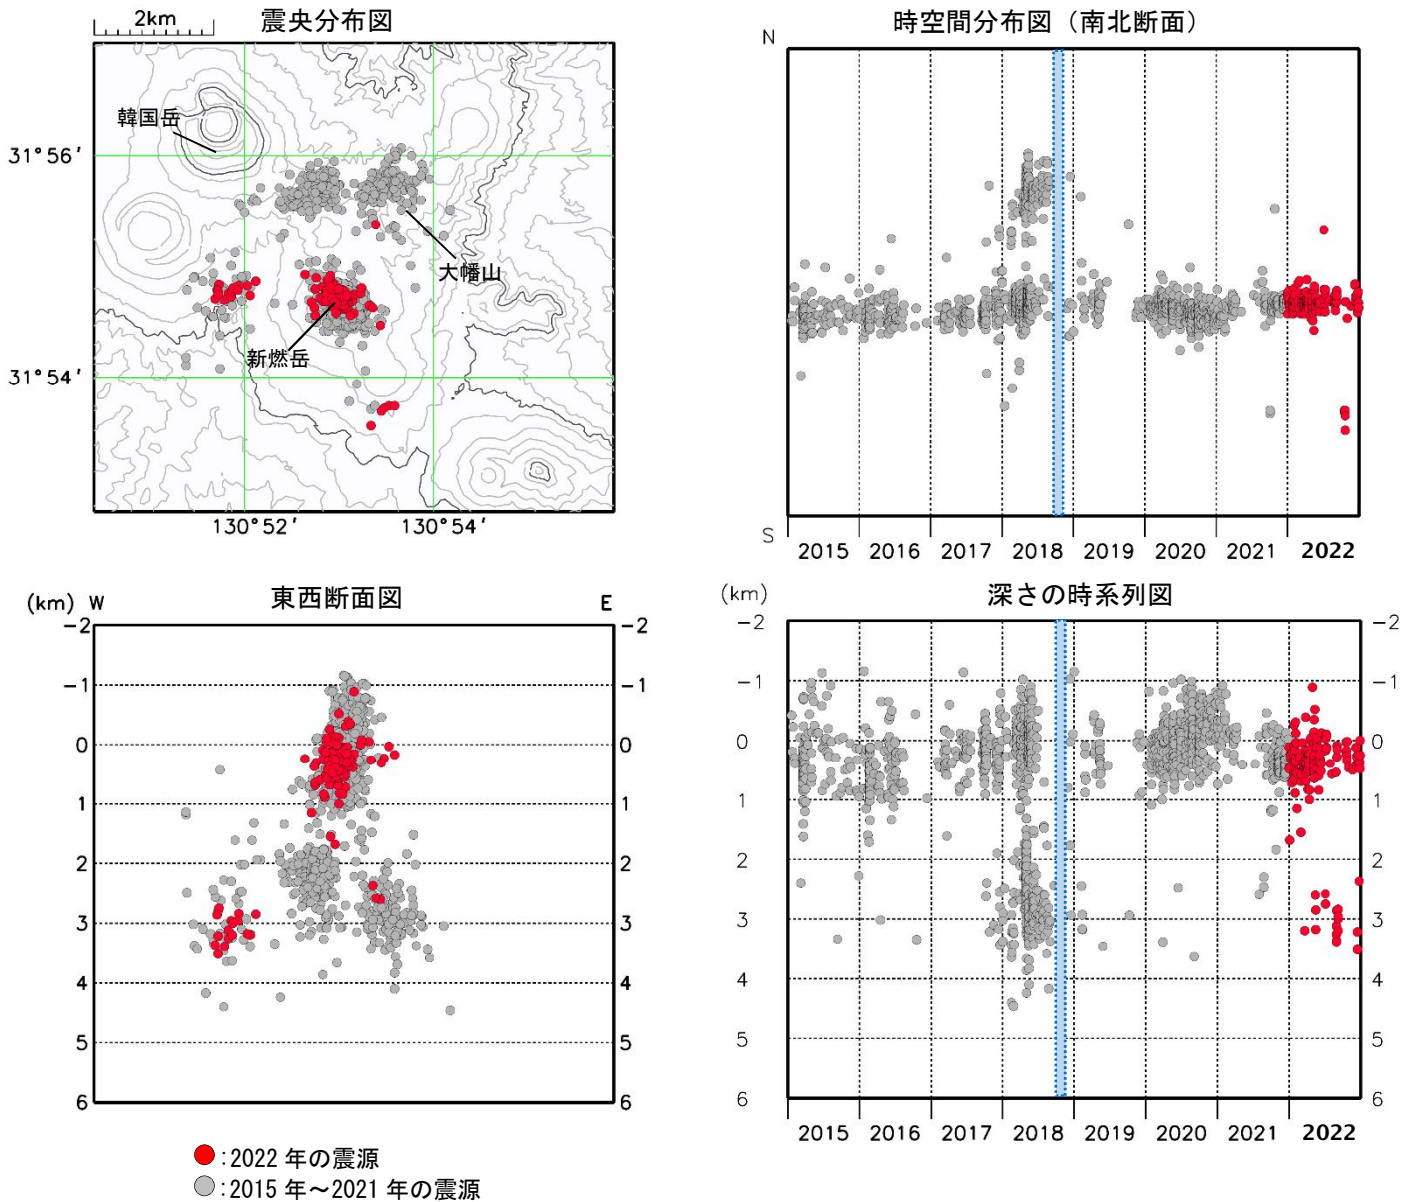 2km
震央分布図
韓国岳
31°56′
大幡山
新燃岳
31°54′
130°52′ 130°54′
時空間分布図（南北断面）
N
S
2015 2016 2017 2018 2019 2020 2021 2022
東西断面図
(km) W E
-2 -2
-1 -1
0 0
1 1
2 2
3 3
4 4
5 5
6 6
深さの時系列図
(km)
-2 -2
-1 -1
0 0
1 1
2 2
3 3
4 4
5 5
6 6
2015 2016 2017 2018 2019 2020 2021 2022
:2022 年の震源
:2015 年～2021 年の震源